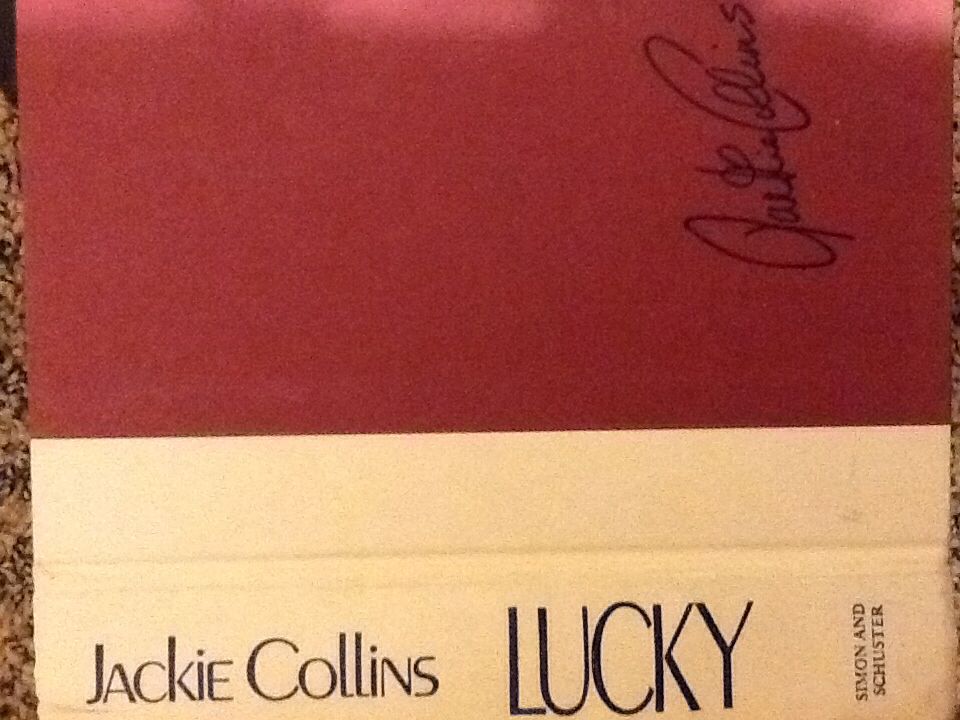 Jackie Collins
Jackie Collins
LUCKY
SIMON AND
SCHUSTER